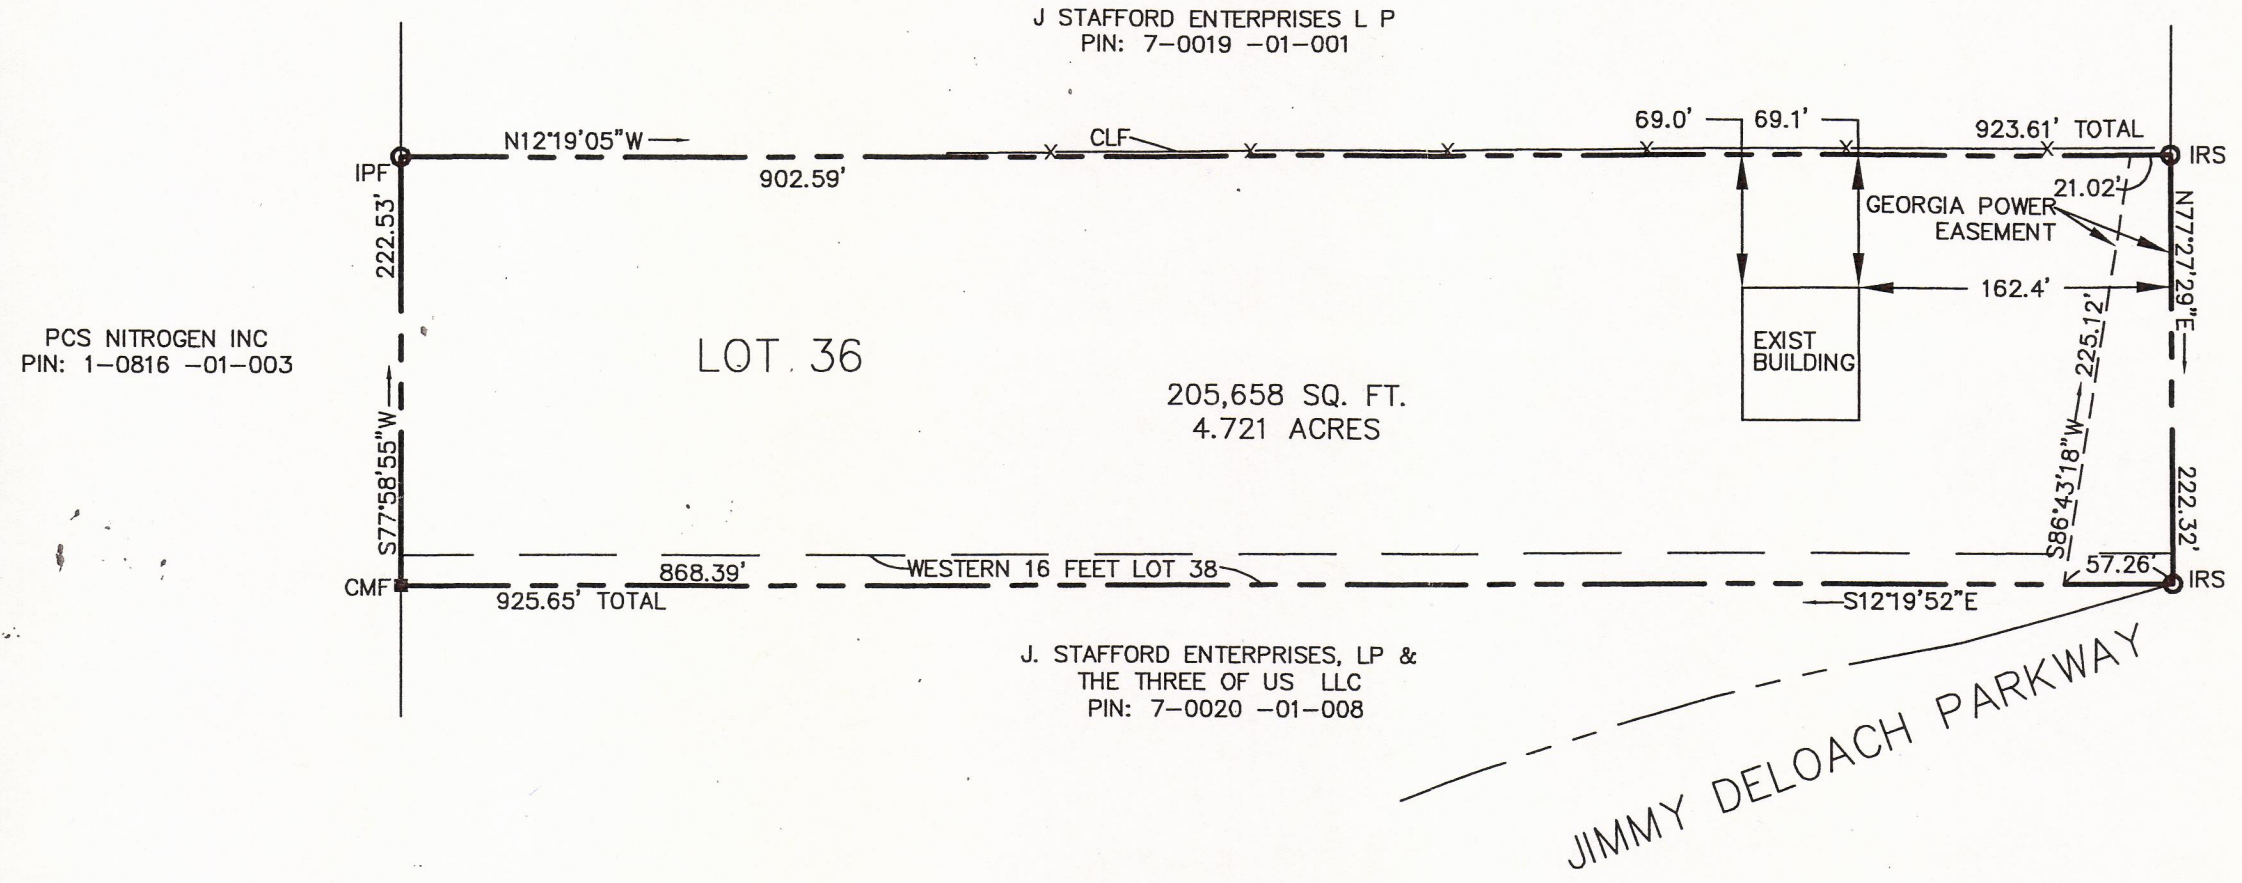 J STAFFORD ENTERPRISES L P
PIN: 7-0019 -01-001
69.0'
69.1'
923.61' TOTAL
N12°19'05"W
CLF
IPF
902.59'
IRS
21.02'
GEORGIA POWER
EASEMENT
222.53'
N77°27'29"E
162.4'
PCS NITROGEN INC
PIN: 1-0816 -01-003
LOT 36
EXIST
BUILDING
225.12'
205,658 SQ. FT.
4.721 ACRES
S77°58'55"W
S86°43'18"W
222.32'
WESTERN 16 FEET LOT 38
868.39'
57.26'
CMF
IRS
925.65' TOTAL
S12°19'52"E
J. STAFFORD ENTERPRISES, LP &
THE THREE OF US LLC
PIN: 7-0020 -01-008
JIMMY DELOACH PARKWAY